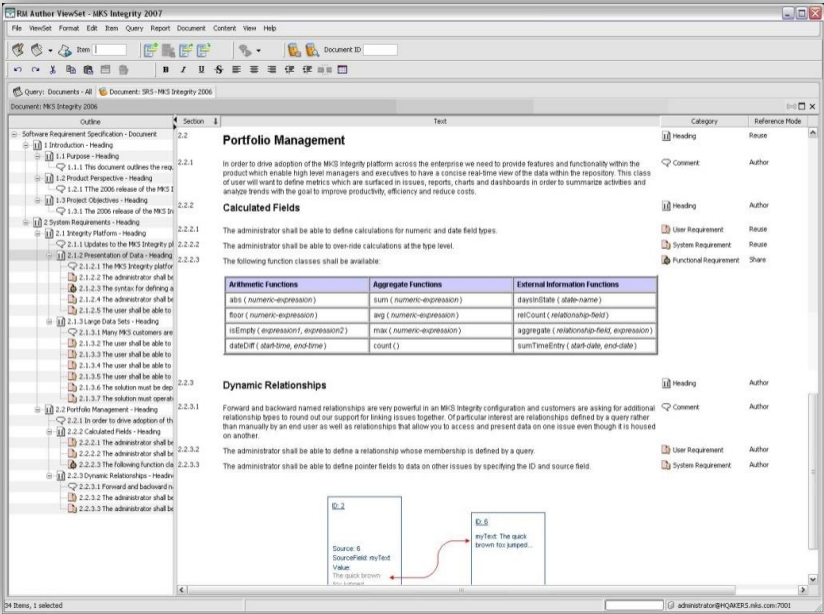 RM Author ViewSet - MKS Integrity 2007
File ViewSet Format Edit Item Query Report Document Content View Help
Item
Document ID
B I U S
Query: Documents - All Document: SRS - MKS Integrity 2006
Document: MKS Integrity 2006
Outline
Software Requirement Specification - Document
1 Introduction - Heading
1.1 Purpose - Heading
1.1.1 This document outlines the requ
1.2 Product Perspective - Heading
1.2.1 TThe 2006 release of the MKS I
1.3 Project Objectives - Heading
1.3.1 The 2006 release of the MKS In
2 System Requirements - Heading
2.1 Integrity Platform - Heading
2.1.1 Updates to the MKS Integrity pl
2.1.2 Presentation of Data - Heading
2.1.2.1 The MKS Integrity platfor
2.1.2.2 The administrator shall be
2.1.2.3 The syntax for defining a
2.1.2.4 The administrator shall be
2.1.2.5 The user shall be able to
2.1.3 Large Data Sets - Heading
2.1.3.1 Many MKS customers are
2.1.3.2 The user shall be able to
2.1.3.3 The user shall be able to
2.1.3.4 The user shall be able to
2.1.3.5 The user shall be able to
2.1.3.6 The solution must be dep
2.1.3.7 The solution must operat
2.2 Portfolio Management - Heading
2.2.1 In order to drive adoption of th
2.2.2 Calculated Fields - Heading
2.2.2.1 The administrator shall be
2.2.2.2 The administrator shall be
2.2.2.3 The following function cla
2.2.3 Dynamic Relationships - Headin
2.2.3.1 Forward and backward n
2.2.3.2 The administrator shall be
2.2.3.3 The administrator shall be
Section Text Category Reference Mode
2.2 Portfolio Management Heading Reuse
2.2.1 In order to drive adoption of the MKS Integrity platform across the enterprise we need to provide features and functionality within the Comment Author
product which enable high level managers and executives to have a concise real-time view of the data within the repository. This class
of user will want to define metrics which are surfaced in issues, reports, charts and dashboards in order to summarize activities and
analyze trends with the goal to improve productivity, efficiency and reduce costs.
2.2.2 Calculated Fields Heading Author
2.2.2.1 The administrator shall be able to define calculations for numeric and date field types. User Requirement Reuse
2.2.2.2 The administrator shall be able to over-ride calculations at the type level. System Requirement Reuse
2.2.2.3 The following function classes shall be available: Functional Requirement Share
Arithmetic Functions Aggregate Functions External Information Functions
abs ( numeric-expression ) sum ( numeric-expression ) daysInState ( state-name )
floor ( numeric-expression ) avg ( numeric-expression ) relCount ( relationship-field )
isEmpty ( expression1, expression2 ) max ( numeric-expression ) aggregate ( relationship-field, expression )
dateDiff ( start-time, end-time ) count () sumTimeEntry ( start-date, end-date )
2.2.3 Dynamic Relationships Heading Author
2.2.3.1 Forward and backward named relationships are very powerful in an MKS Integrity configuration and customers are asking for additional Comment Author
relationship types to round out our support for linking issues together. Of particular interest are relationships defined by a query rather
than manually by an end user as well as relationships that allow you to access and present data on one issue even though it is housed
on another.
2.2.3.2 The administrator shall be able to define a relationship whose membership is defined by a query. User Requirement Author
2.2.3.3 The administrator shall be able to define pointer fields to data on other issues by specifying the ID and source field. System Requirement Author
ID: 2
Source: 6
SourceField: myText
Value:
The quick brown
fox jumped
ID: 6
myText: The quick
brown fox jumped...
34 Items, 1 selected
administrator@HQAKERS.mks.com:7001